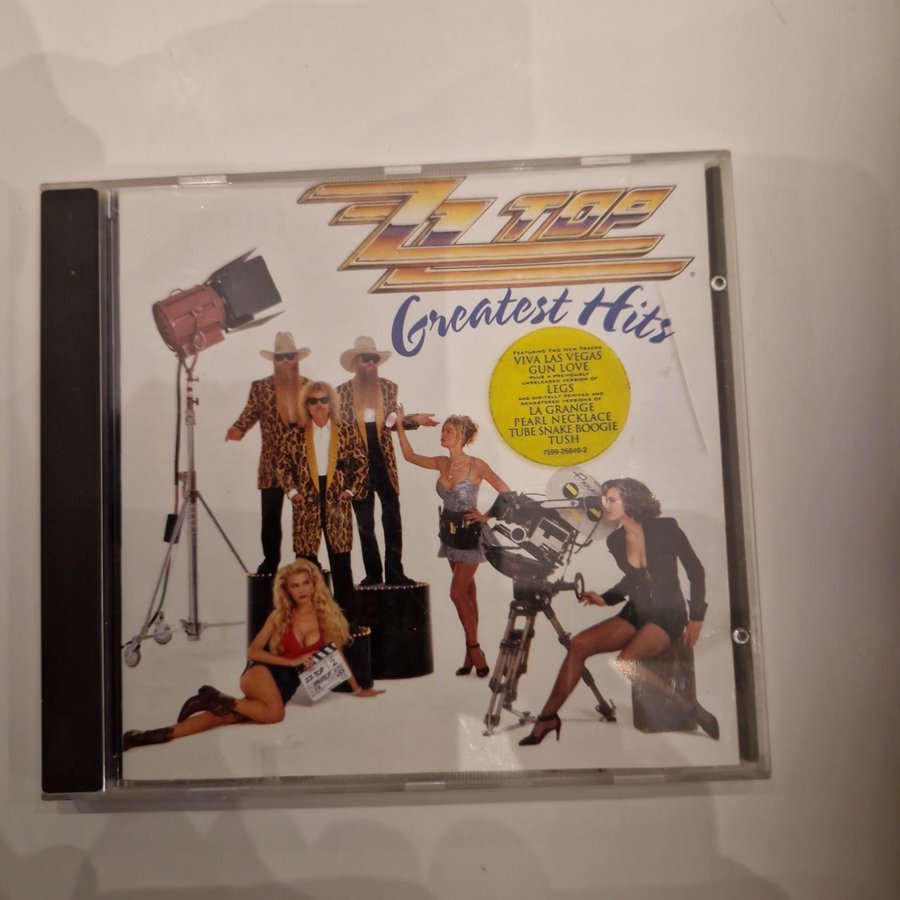 ZZ TOP
Greatest Hits
FEATURING TWO NEW TRACKS
VIVA LAS VEGAS
GUN LOVE
PLUS A PREVIOUSLY
UNRELEASED VERSION OF
LEGS
AND DIGITALLY REMIXED AND
REMASTERED VERSIONS OF
LA GRANGE
PEARL NECKLACE
TUBE SNAKE BOOGIE
TUSH
7599-26846-2
ZZ TOP